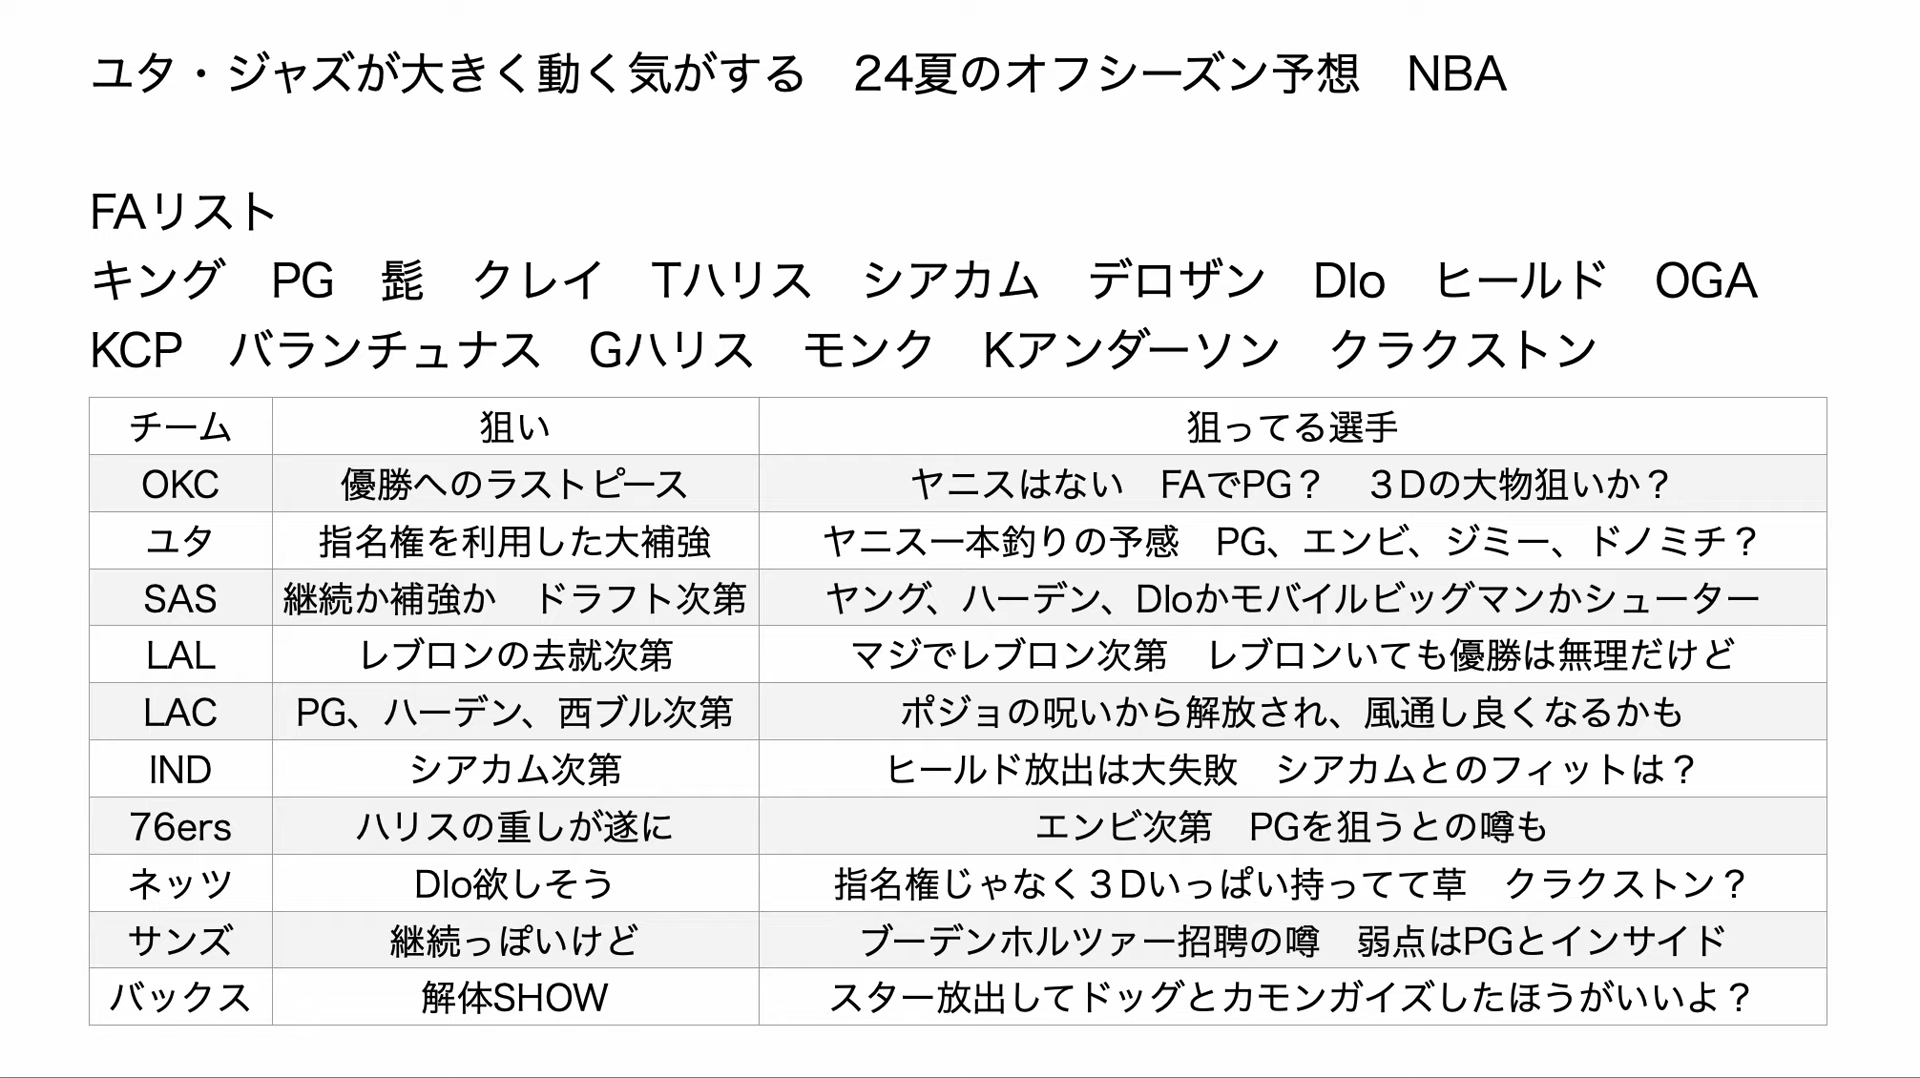 ユタ・ジャズが大きく動く気がする　24夏のオフシーズン予想　NBA
FAリスト
キング　PG　髭　クレイ　Tハリス　シアカム　デロザン　Dlo　ヒールド　OGA
KCP　バランチュナス　Gハリス　モンク　Kアンダーソン　クラクストン
チーム　狙い　狙ってる選手
OKC　優勝へのラストピース　ヤニスはない　FAでPG？　３Dの大物狙いか？
ユタ　指名権を利用した大補強　ヤニス一本釣りの予感　PG、エンビ、ジミー、ドノミチ？
SAS　継続か補強か　ドラフト次第　ヤング、ハーデン、DloかモバイルビッグマンかシューターLAL　レブロンの去就次第　マジでレブロン次第　レブロンいても優勝は無理だけど
LAC　PG、ハーデン、西ブル次第　ポジョの呪いから解放され、風通し良くなるかも
IND　シアカム次第　ヒールド放出は大失敗　シアカムとのフィットは？
76ers　ハリスの重しが遂に　エンビ次第　PGを狙うとの噂も
ネッツ　Dlo欲しそう　指名権じゃなく３Dいっぱい持ってて草　クラクストン？
サンズ　継続っぽいけど　ブーデンホルツァー招聘の噂　弱点はPGとインサイド
バックス　解体SHOW　スター放出してドッグとカモンガイズしたほうがいいよ？